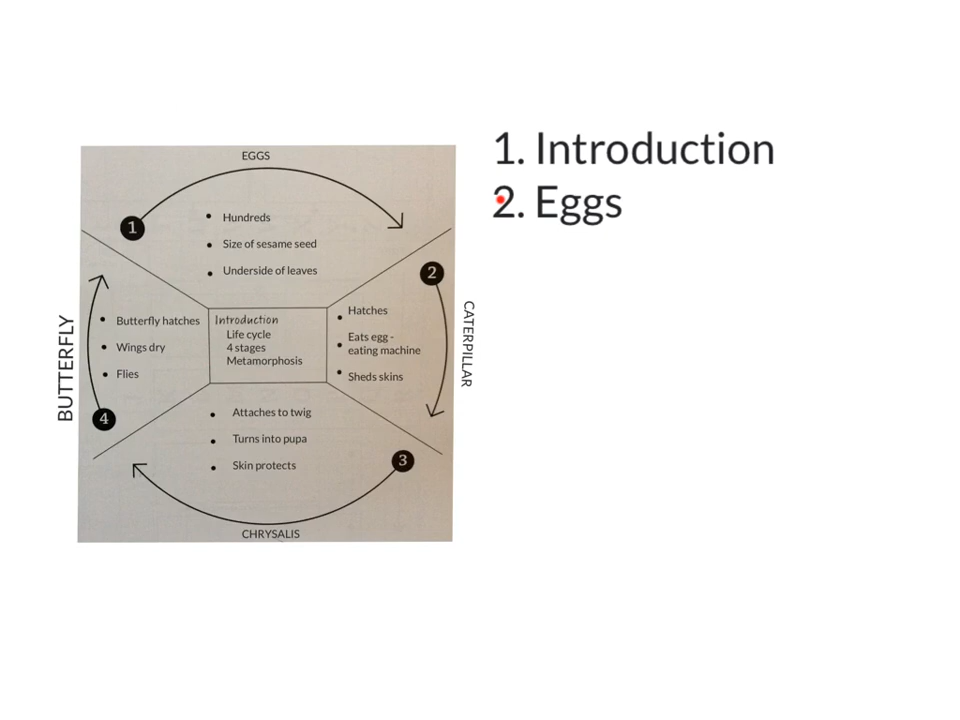 EGGS
1
Hundreds
Size of sesame seed
Underside of leaves
2
CATERPILLAR
Hatches
Eats egg -
eating machine
Sheds skins
Introduction
Life cycle
4 stages
Metamorphosis
BUTTERFLY
Butterfly hatches
Wings dry
Flies
4
Attaches to twig
Turns into pupa
Skin protects
3
CHRYSALIS
1. Introduction
2. Eggs